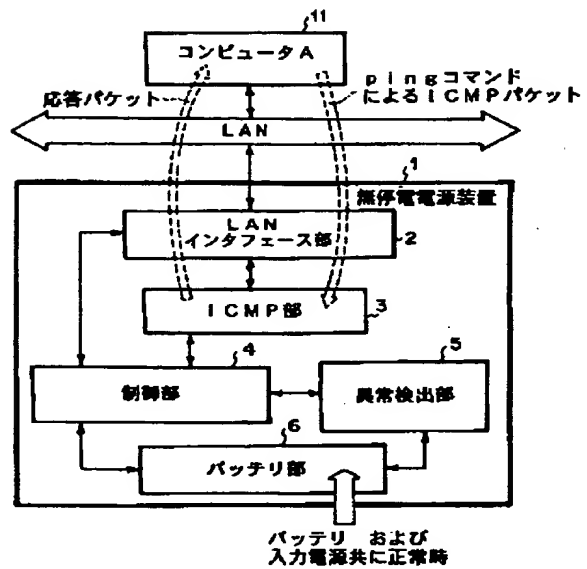 11
コンピュータA
応答パケット
pingコマンド
によるICMPパケット
LAN
1
無停電電源装置
LAN
インタフェース部
2
ICMP部
3
4
制御部
5
異常検出部
6
バッテリ部
バッテリ および
入力電源共に正常時